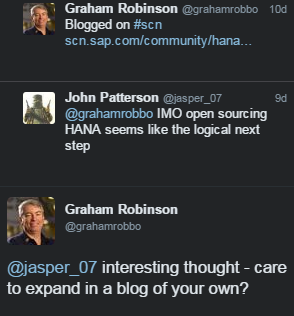 Graham Robinson @grahamrobbo 10d
Blogged on #scn
scn.sap.com/community/hana...
John Patterson @jasper_07 9d
@grahamrobbo IMO open sourcing
HANA seems like the logical next
step
Graham Robinson
@grahamrobbo
@jasper_07 interesting thought - care
to expand in a blog of your own?